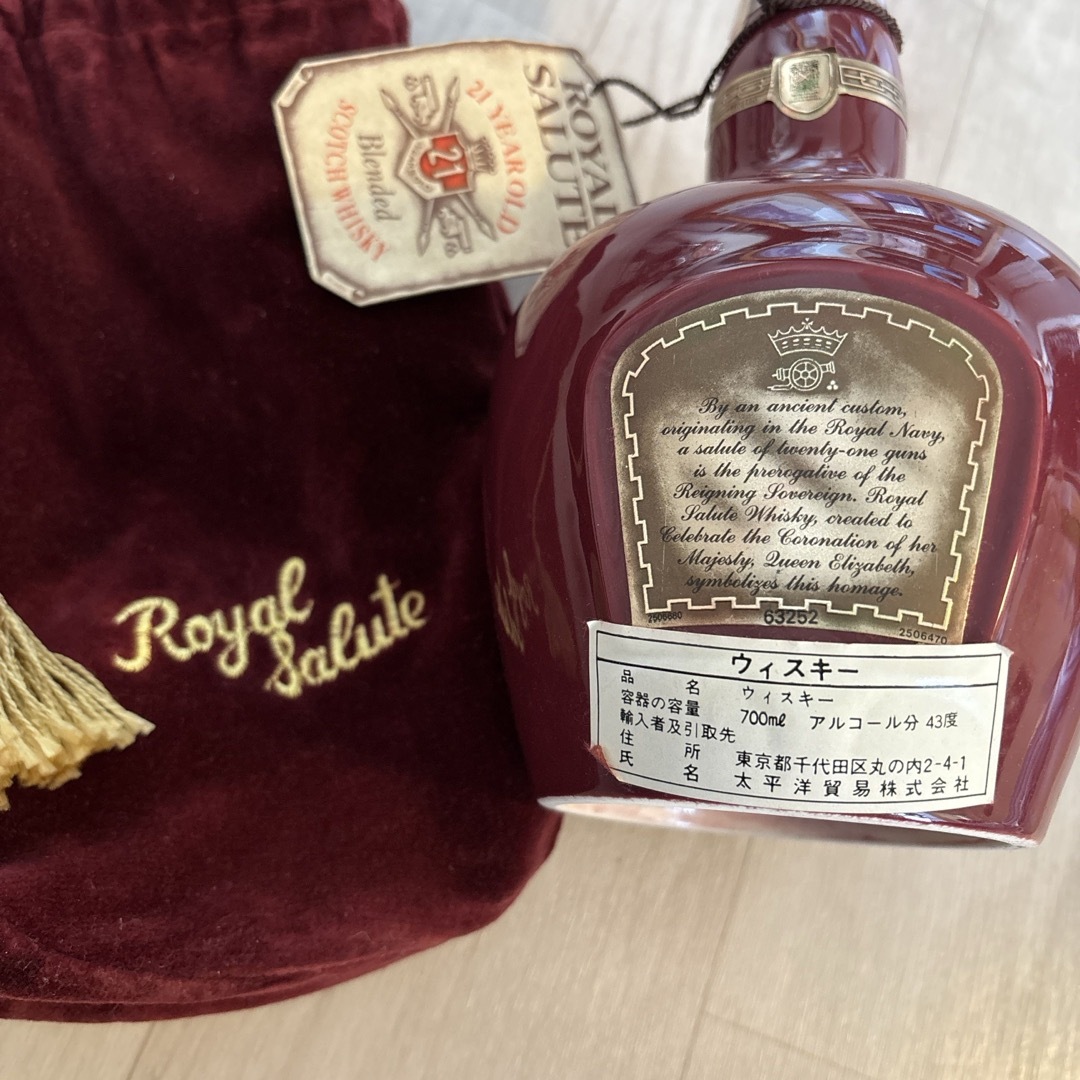 ROYAL
SALUTE
21 YEAR OLD
21
Blended
SCOTCH WHISKY
Royal
Salute
By an ancient custom,
originating in the Royal Navy,
a salute of twenty-one guns
is the prerogative of the
Reigning Sovereign. Royal
Salute Whisky, created to
Celebrate the Coronation of her
Majesty, Queen Elizabeth,
symbolizes this homage.
2506680 63252 2506470
ウィスキー
品名 ウィスキー
容器の容量 700mℓ アルコール分 43度
輸入者及引取先
住所 東京都千代田区丸の内2-4-1
氏名 太平洋貿易株式会社